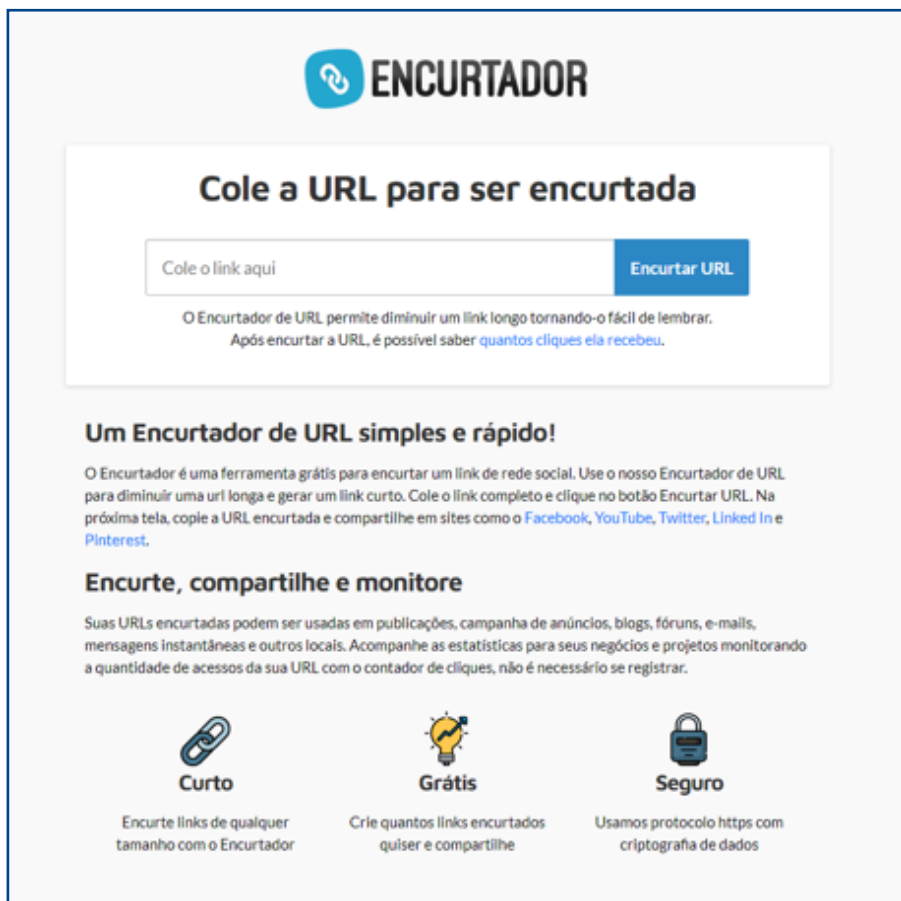 ENCURTADOR
Cole a URL para ser encurtada
Cole o link aqui
Encurtar URL
O Encurtador de URL permite diminuir um link longo tornando-o fácil de lembrar.
Após encurtar a URL, é possível saber quantos cliques ela recebeu.
Um Encurtador de URL simples e rápido!
O Encurtador é uma ferramenta grátis para encurtar um link de rede social. Use o nosso Encurtador de URL
para diminuir uma url longa e gerar um link curto. Cole o link completo e clique no botão Encurtar URL. Na
próxima tela, copie a URL encurtada e compartilhe em sites como o Facebook, YouTube, Twitter, Linked In e
Pinterest.
Encurte, compartilhe e monitore
Suas URLs encurtadas podem ser usadas em publicações, campanha de anúncios, blogs, fóruns, e-mails,
mensagens instantâneas e outros locais. Acompanhe as estatísticas para seus negócios e projetos monitorando
a quantidade de acessos da sua URL com o contador de cliques, não é necessário se registrar.
Curto
Encurte links de qualquer
tamanho com o Encurtador
Grátis
Crie quantos links encurtados
quiser e compartilhe
Seguro
Usamos protocolo https com
criptografia de dados